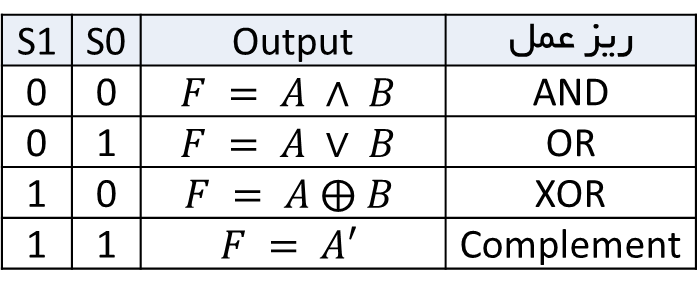 S1 S0 Output ریز عمل
0 0 F = A ∧ B AND
0 1 F = A ∨ B OR
1 0 F = A ⊕ B XOR
1 1 F = A′ Complement